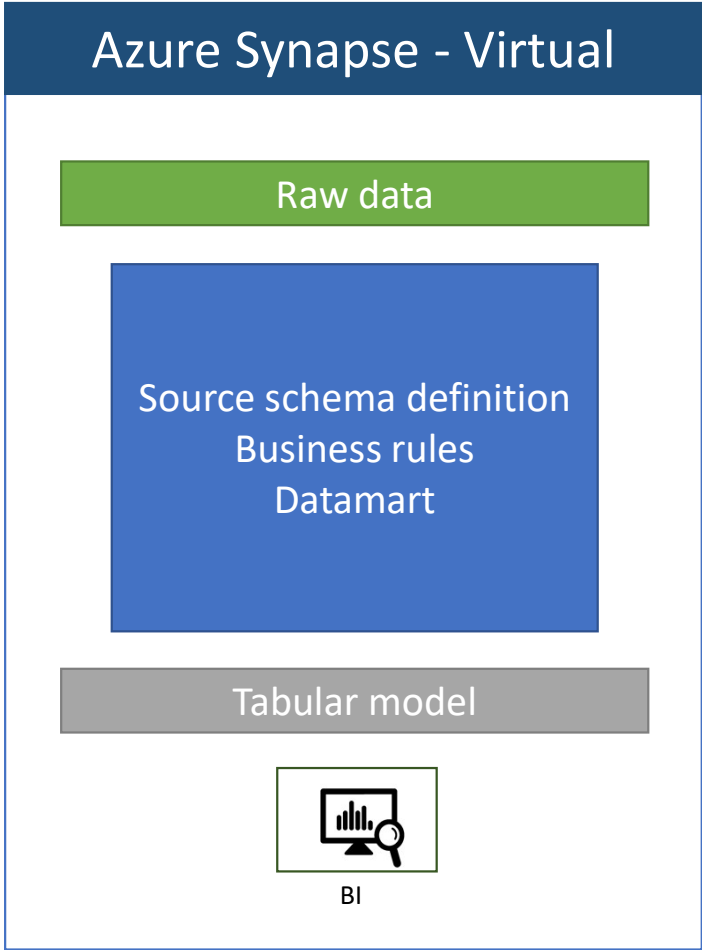 Azure Synapse - Virtual
Raw data
Source schema definition
Business rules
Datamart
Tabular model
BI